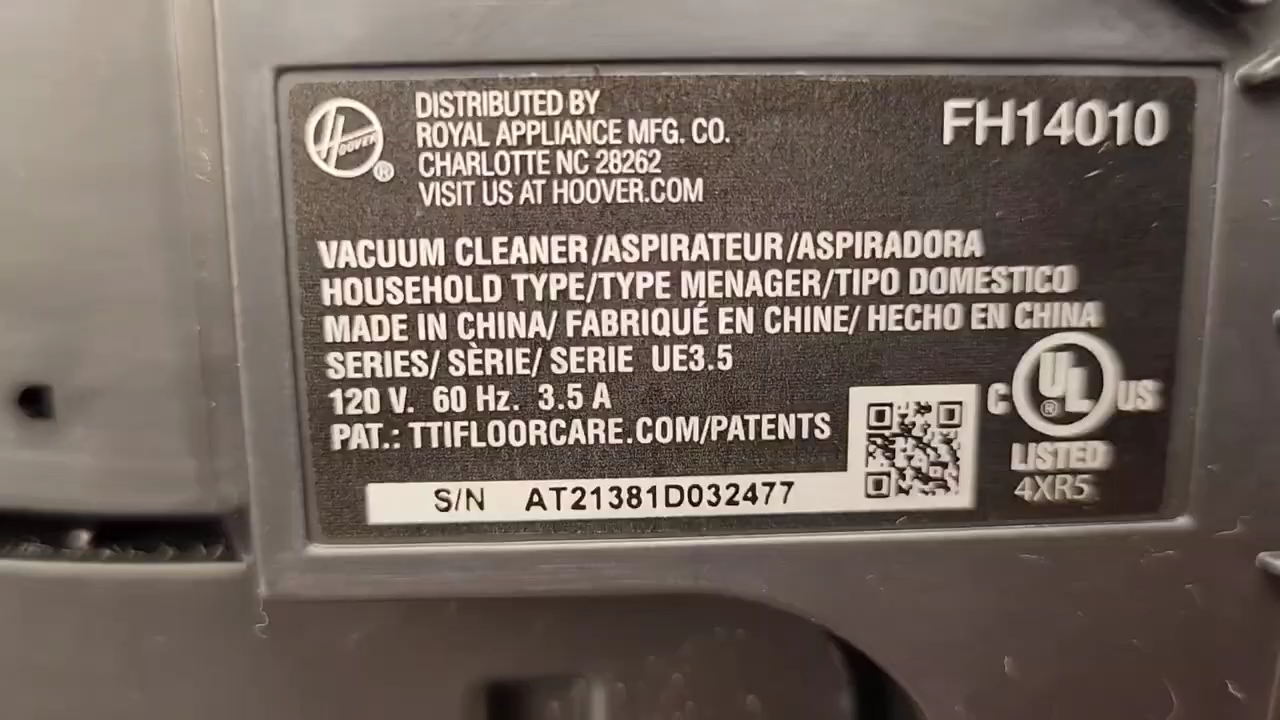 HOOVER ®
DISTRIBUTED BY
ROYAL APPLIANCE MFG. CO.
CHARLOTTE NC 28262
VISIT US AT HOOVER.COM
FH14010
VACUUM CLEANER/ASPIRATEUR/ASPIRADORA
HOUSEHOLD TYPE/TYPE MENAGER/TIPO DOMESTICO
MADE IN CHINA/ FABRIQUÉ EN CHINE/ HECHO EN CHINA
SERIES/ SÈRIE/ SERIE UE3.5
120 V. 60 Hz. 3.5 A
PAT.: TTIFLOORCARE.COM/PATENTS
C UL ® US
LISTED
4XR5
S/N AT21381D032477